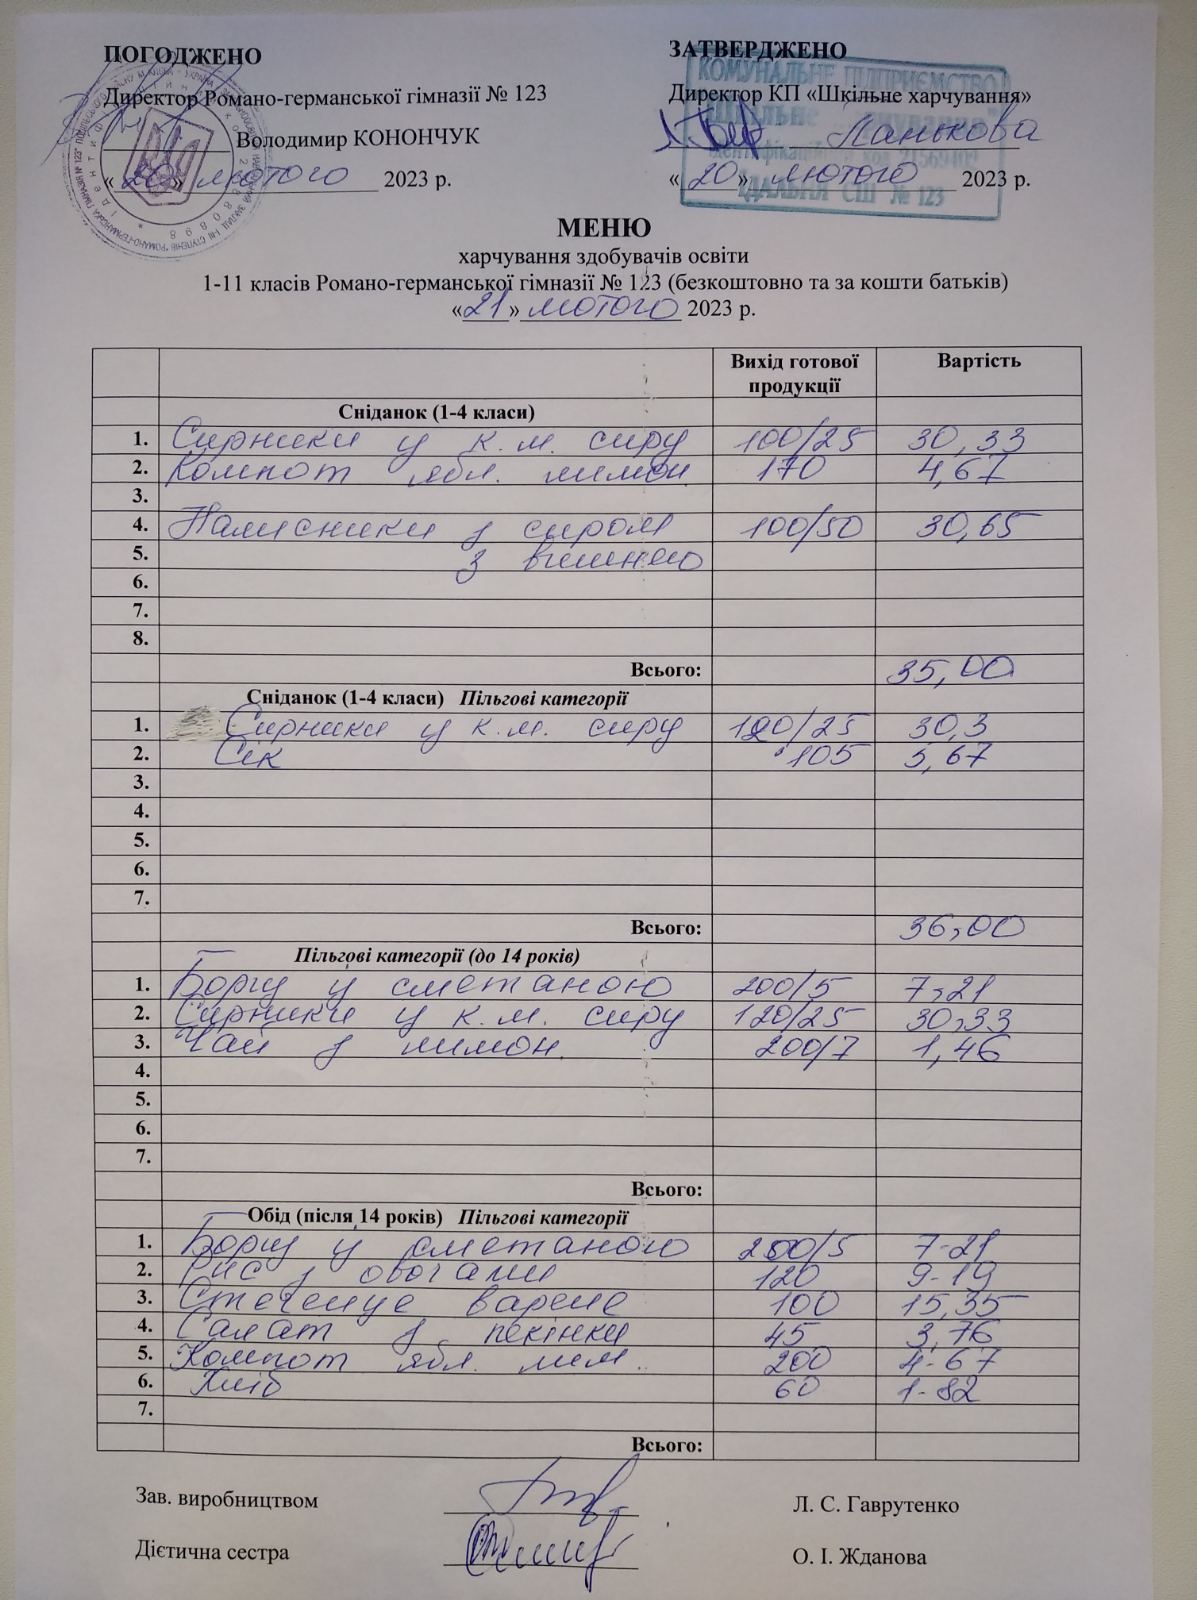 ПОГОДЖЕНО
Директор Романо-германської гімназії № 123
Володимир КОНОНЧУК
«20» лютого 2023 р.
ЗАТВЕРДЖЕНО
КОМУНАЛЬНЕ ПІДПРИЄМСТВО
Директор КП «Шкільне харчування»
Панькова
«20» лютого 2023 р.
ЇДАЛЬНЯ СШ № 123
МЕНЮ
харчування здобувачів освіти
1-11 класів Романо-германської гімназії № 123 (безкоштовно та за кошти батьків)
«21» лютого 2023 р.
Вихід готової продукції Вартість
Сніданок (1-4 класи)
1. Сирники у к.м. сиру 100/25 30,33
2. Компот ябл. лимон 170 4,67
3.
4. Налисники з сиром 100/50 30,65
5. з вишнею
6.
7.
8.
Всього: 35,00
Сніданок (1-4 класи) Пільгові категорії
1. Сирники у к.м. сиру 120/25 30,3
2. Сік 105 5,67
3.
4.
5.
6.
7.
Всього: 36,00
Пільгові категорії (до 14 років)
1. Борщ у сметаною 200/5 7,21
2. Сирники у к.м. сиру 120/25 30,33
3. Чай з лимон. 200/7 1,46
4.
5.
6.
7.
Всього:
Обід (після 14 років) Пільгові категорії
1. Борщ у сметаною 200/5 7-21
2. Рис з овочами 120 9-19
3. варене 100 15,35
4. Салат з пекінки 45 3,76
5. Компот ябл. лим.. 200 4-67
6. Хліб 60 1-82
7.
Всього:
Зав. виробництвом Л. С. Гаврутенко
Дієтична сестра О. І. Жданова